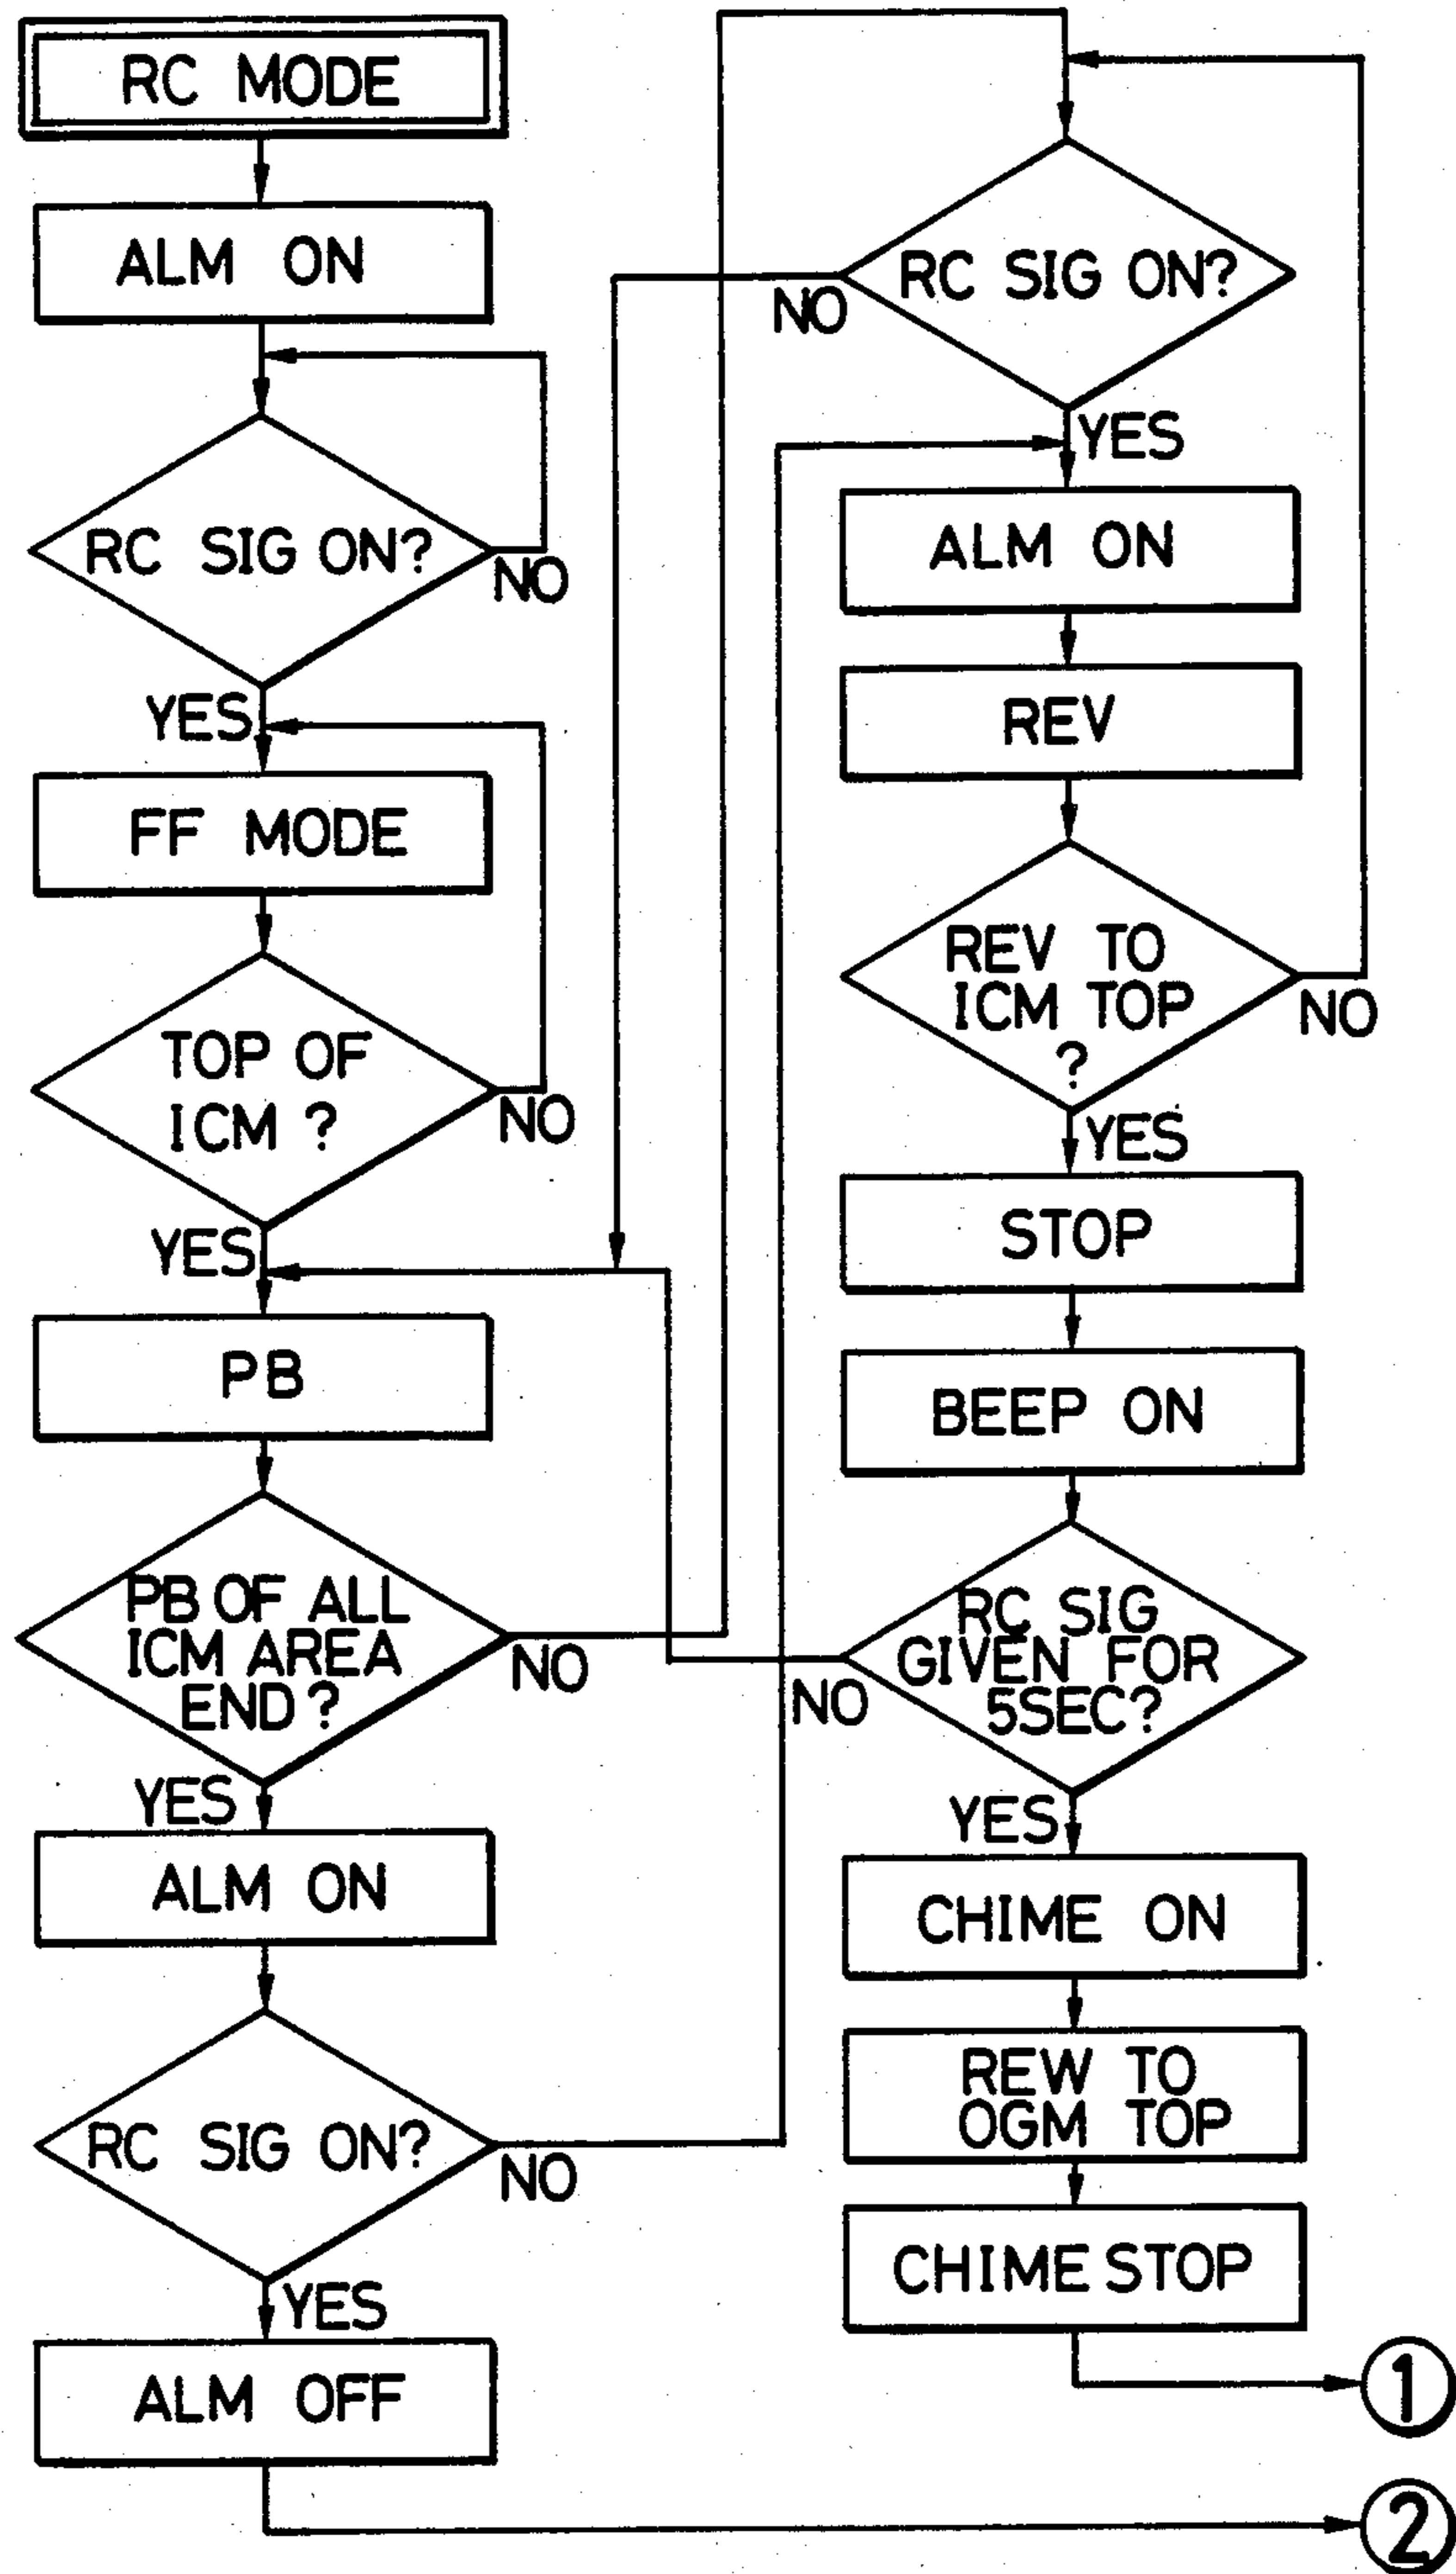 RC MODE
ALM ON
RC SIG ON?
NO
YES
FF MODE
TOP OF
ICM ?
NO
YES
PB
PB OF ALL
ICM AREA
END ?
NO
YES
ALM ON
RC SIG ON?
NO
YES
ALM OFF
RC SIG ON?
NO
YES
ALM ON
REV
REV TO
ICM TOP
?
NO
YES
STOP
BEEP ON
RC SIG
GIVEN FOR
5SEC?
NO
YES
CHIME ON
REW TO
OGM TOP
CHIME STOP
1
2